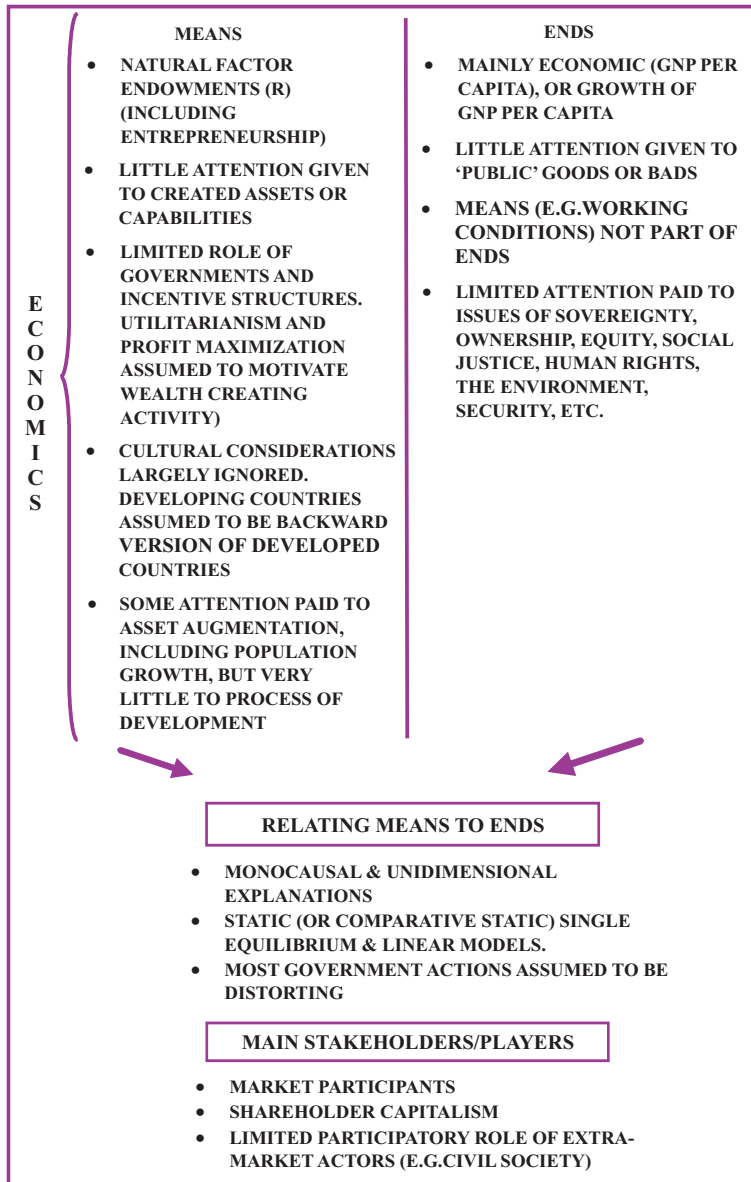 ECONOMICS
MEANS
• NATURAL FACTOR
ENDOWMENTS (R)
(INCLUDING
ENTREPRENEURSHIP)
• LITTLE ATTENTION GIVEN
TO CREATED ASSETS OR
CAPABILITIES
• LIMITED ROLE OF
GOVERNMENTS AND
INCENTIVE STRUCTURES.
UTILITARIANISM AND
PROFIT MAXIMIZATION
ASSUMED TO MOTIVATE
WEALTH CREATING
ACTIVITY)
• CULTURAL CONSIDERATIONS
LARGELY IGNORED.
DEVELOPING COUNTRIES
ASSUMED TO BE BACKWARD
VERSION OF DEVELOPED
COUNTRIES
• SOME ATTENTION PAID TO
ASSET AUGMENTATION,
INCLUDING POPULATION
GROWTH, BUT VERY
LITTLE TO PROCESS OF
DEVELOPMENT
ENDS
• MAINLY ECONOMIC (GNP PER
CAPITA), OR GROWTH OF
GNP PER CAPITA
• LITTLE ATTENTION GIVEN TO
‘PUBLIC’ GOODS OR BADS
• MEANS (E.G.WORKING
CONDITIONS) NOT PART OF
ENDS
• LIMITED ATTENTION PAID TO
ISSUES OF SOVEREIGNTY,
OWNERSHIP, EQUITY, SOCIAL
JUSTICE, HUMAN RIGHTS,
THE ENVIRONMENT,
SECURITY, ETC.
RELATING MEANS TO ENDS
• MONOCAUSAL & UNIDIMENSIONAL
EXPLANATIONS
• STATIC (OR COMPARATIVE STATIC) SINGLE
EQUILIBRIUM & LINEAR MODELS.
• MOST GOVERNMENT ACTIONS ASSUMED TO BE
DISTORTING
MAIN STAKEHOLDERS/PLAYERS
• MARKET PARTICIPANTS
• SHAREHOLDER CAPITALISM
• LIMITED PARTICIPATORY ROLE OF EXTRA-
MARKET ACTORS (E.G.CIVIL SOCIETY)